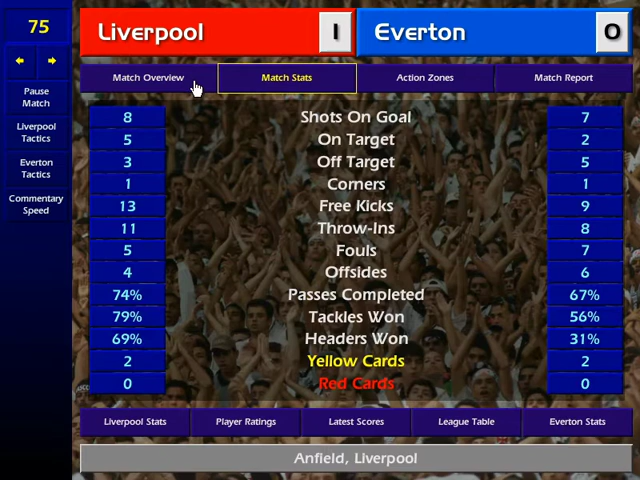 75
Liverpool 1 Everton 0
Match Overview Match Stats Action Zones Match Report
Pause
Match
Liverpool
Tactics
Everton
Tactics
Commentary
Speed
8 Shots On Goal 7
5 On Target 2
3 Off Target 5
1 Corners 1
13 Free Kicks 9
11 Throw-Ins 8
5 Fouls 7
4 Offsides 6
74% Passes Completed 67%
79% Tackles Won 56%
69% Headers Won 31%
2 Yellow Cards 2
0 Red Cards 0
Liverpool Stats Player Ratings Latest Scores League Table Everton Stats
Anfield, Liverpool